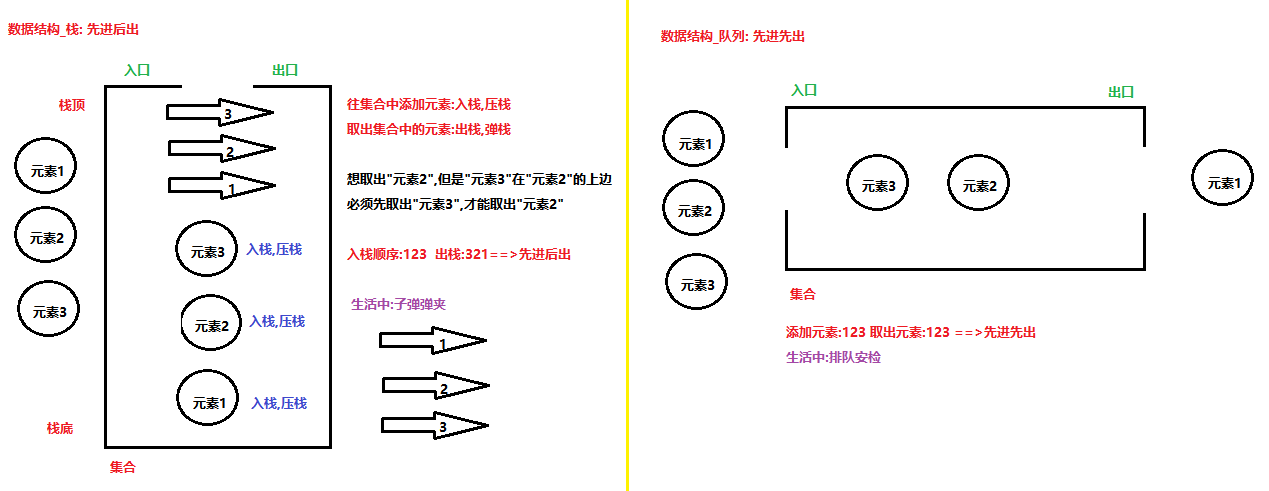 数据结构_栈: 先进后出
入口
出口
栈顶
3
2
1
往集合中添加元素:入栈,压栈
取出集合中的元素:出栈,弹栈
元素1
元素2
元素3
想取出"元素2",但是"元素3"在"元素2"的上边
必须先取出"元素3",才能取出"元素2"
元素3
入栈,压栈
元素2
入栈,压栈
元素1
入栈,压栈
入栈顺序:123 出栈:321==>先进后出
生活中:子弹弹夹
1
2
3
栈底
集合
数据结构_队列: 先进先出
入口
出口
元素1
元素2
元素3
元素3
元素2
元素1
集合
添加元素:123 取出元素:123 ==>先进先出
生活中:排队安检